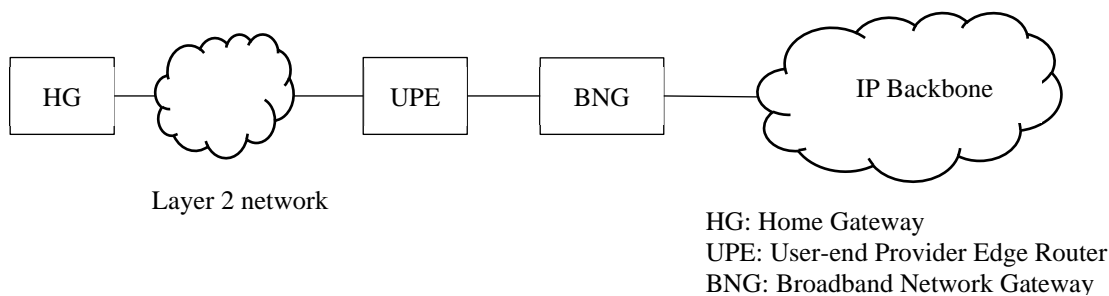 HG
UPE
BNG
IP Backbone
Layer 2 network
HG: Home Gateway
UPE: User-end Provider Edge Router
BNG: Broadband Network Gateway